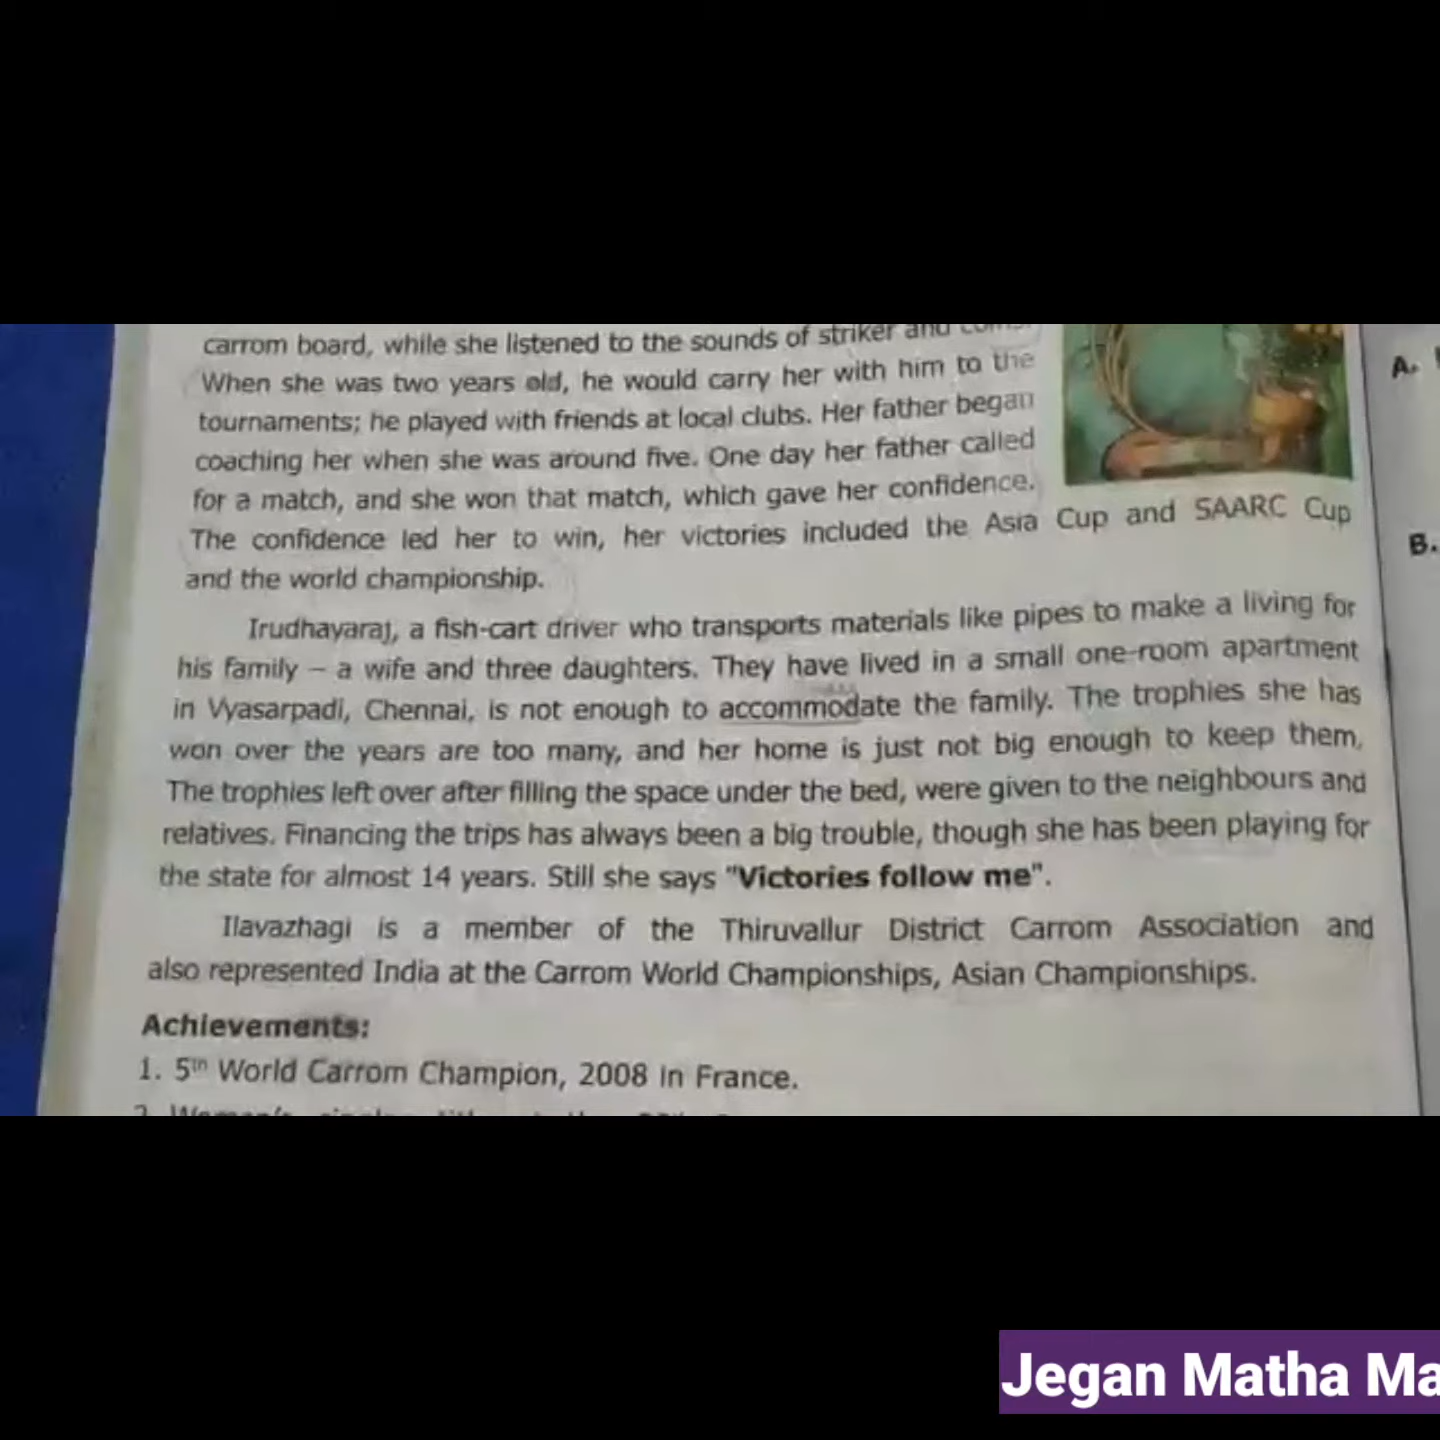 carrom board, while she listened to the sounds of striker and
When she was two years old, he would carry her with him to the
tournaments; he played with friends at local clubs. Her father began
coaching her when she was around five. One day her father called
for a match, and she won that match, which gave her confidence.
The confidence led her to win, her victories included the Asia Cup and SAARC Cup
and the world championship.
Irudhayaraj, a fish-cart driver who transports materials like pipes to make a living for
his family – a wife and three daughters. They have lived in a small one-room apartment
in Vyasarpadi, Chennai, is not enough to accommodate the family. The trophies she has
won over the years are too many, and her home is just not big enough to keep them,
The trophies left over after filling the space under the bed, were given to the neighbours and
relatives. Financing the trips has always been a big trouble, though she has been playing for
the state for almost 14 years. Still she says "Victories follow me".
Ilavazhagi is a member of the Thiruvallur District Carrom Association and
also represented India at the Carrom World Championships, Asian Championships.
Achievements:
1. 5th World Carrom Champion, 2008 in France.
A.
B.
Jegan Matha Ma